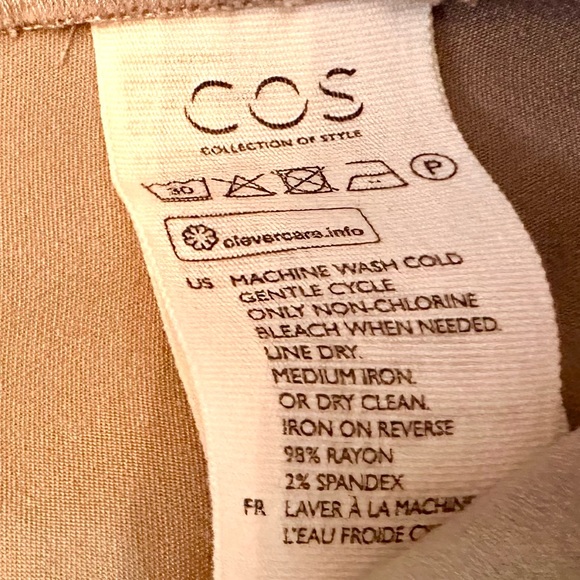 COS
COLLECTION OF STYLE
30
P
clevercare.info
US MACHINE WASH COLD
GENTLE CYCLE
ONLY NON-CHLORINE
BLEACH WHEN NEEDED.
LINE DRY.
MEDIUM IRON.
OR DRY CLEAN.
IRON ON REVERSE
98% RAYON
2% SPANDEX
FR LAVER À LA MACHINE
L'EAU FROIDE